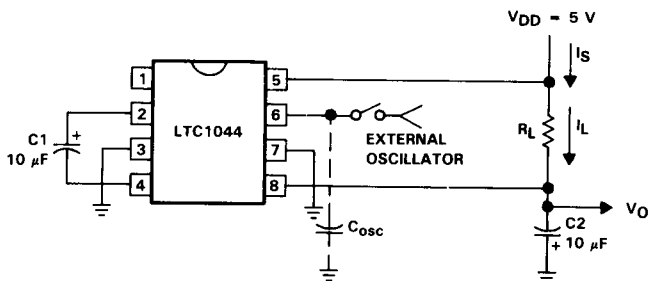 V_DD = 5 V
I_S
1
2
3
4
LTC1044
5
6
7
8
C1
+
10 µF
EXTERNAL
OSCILLATOR
R_L
I_L
C_osc
V_O
C2
10 µF
+